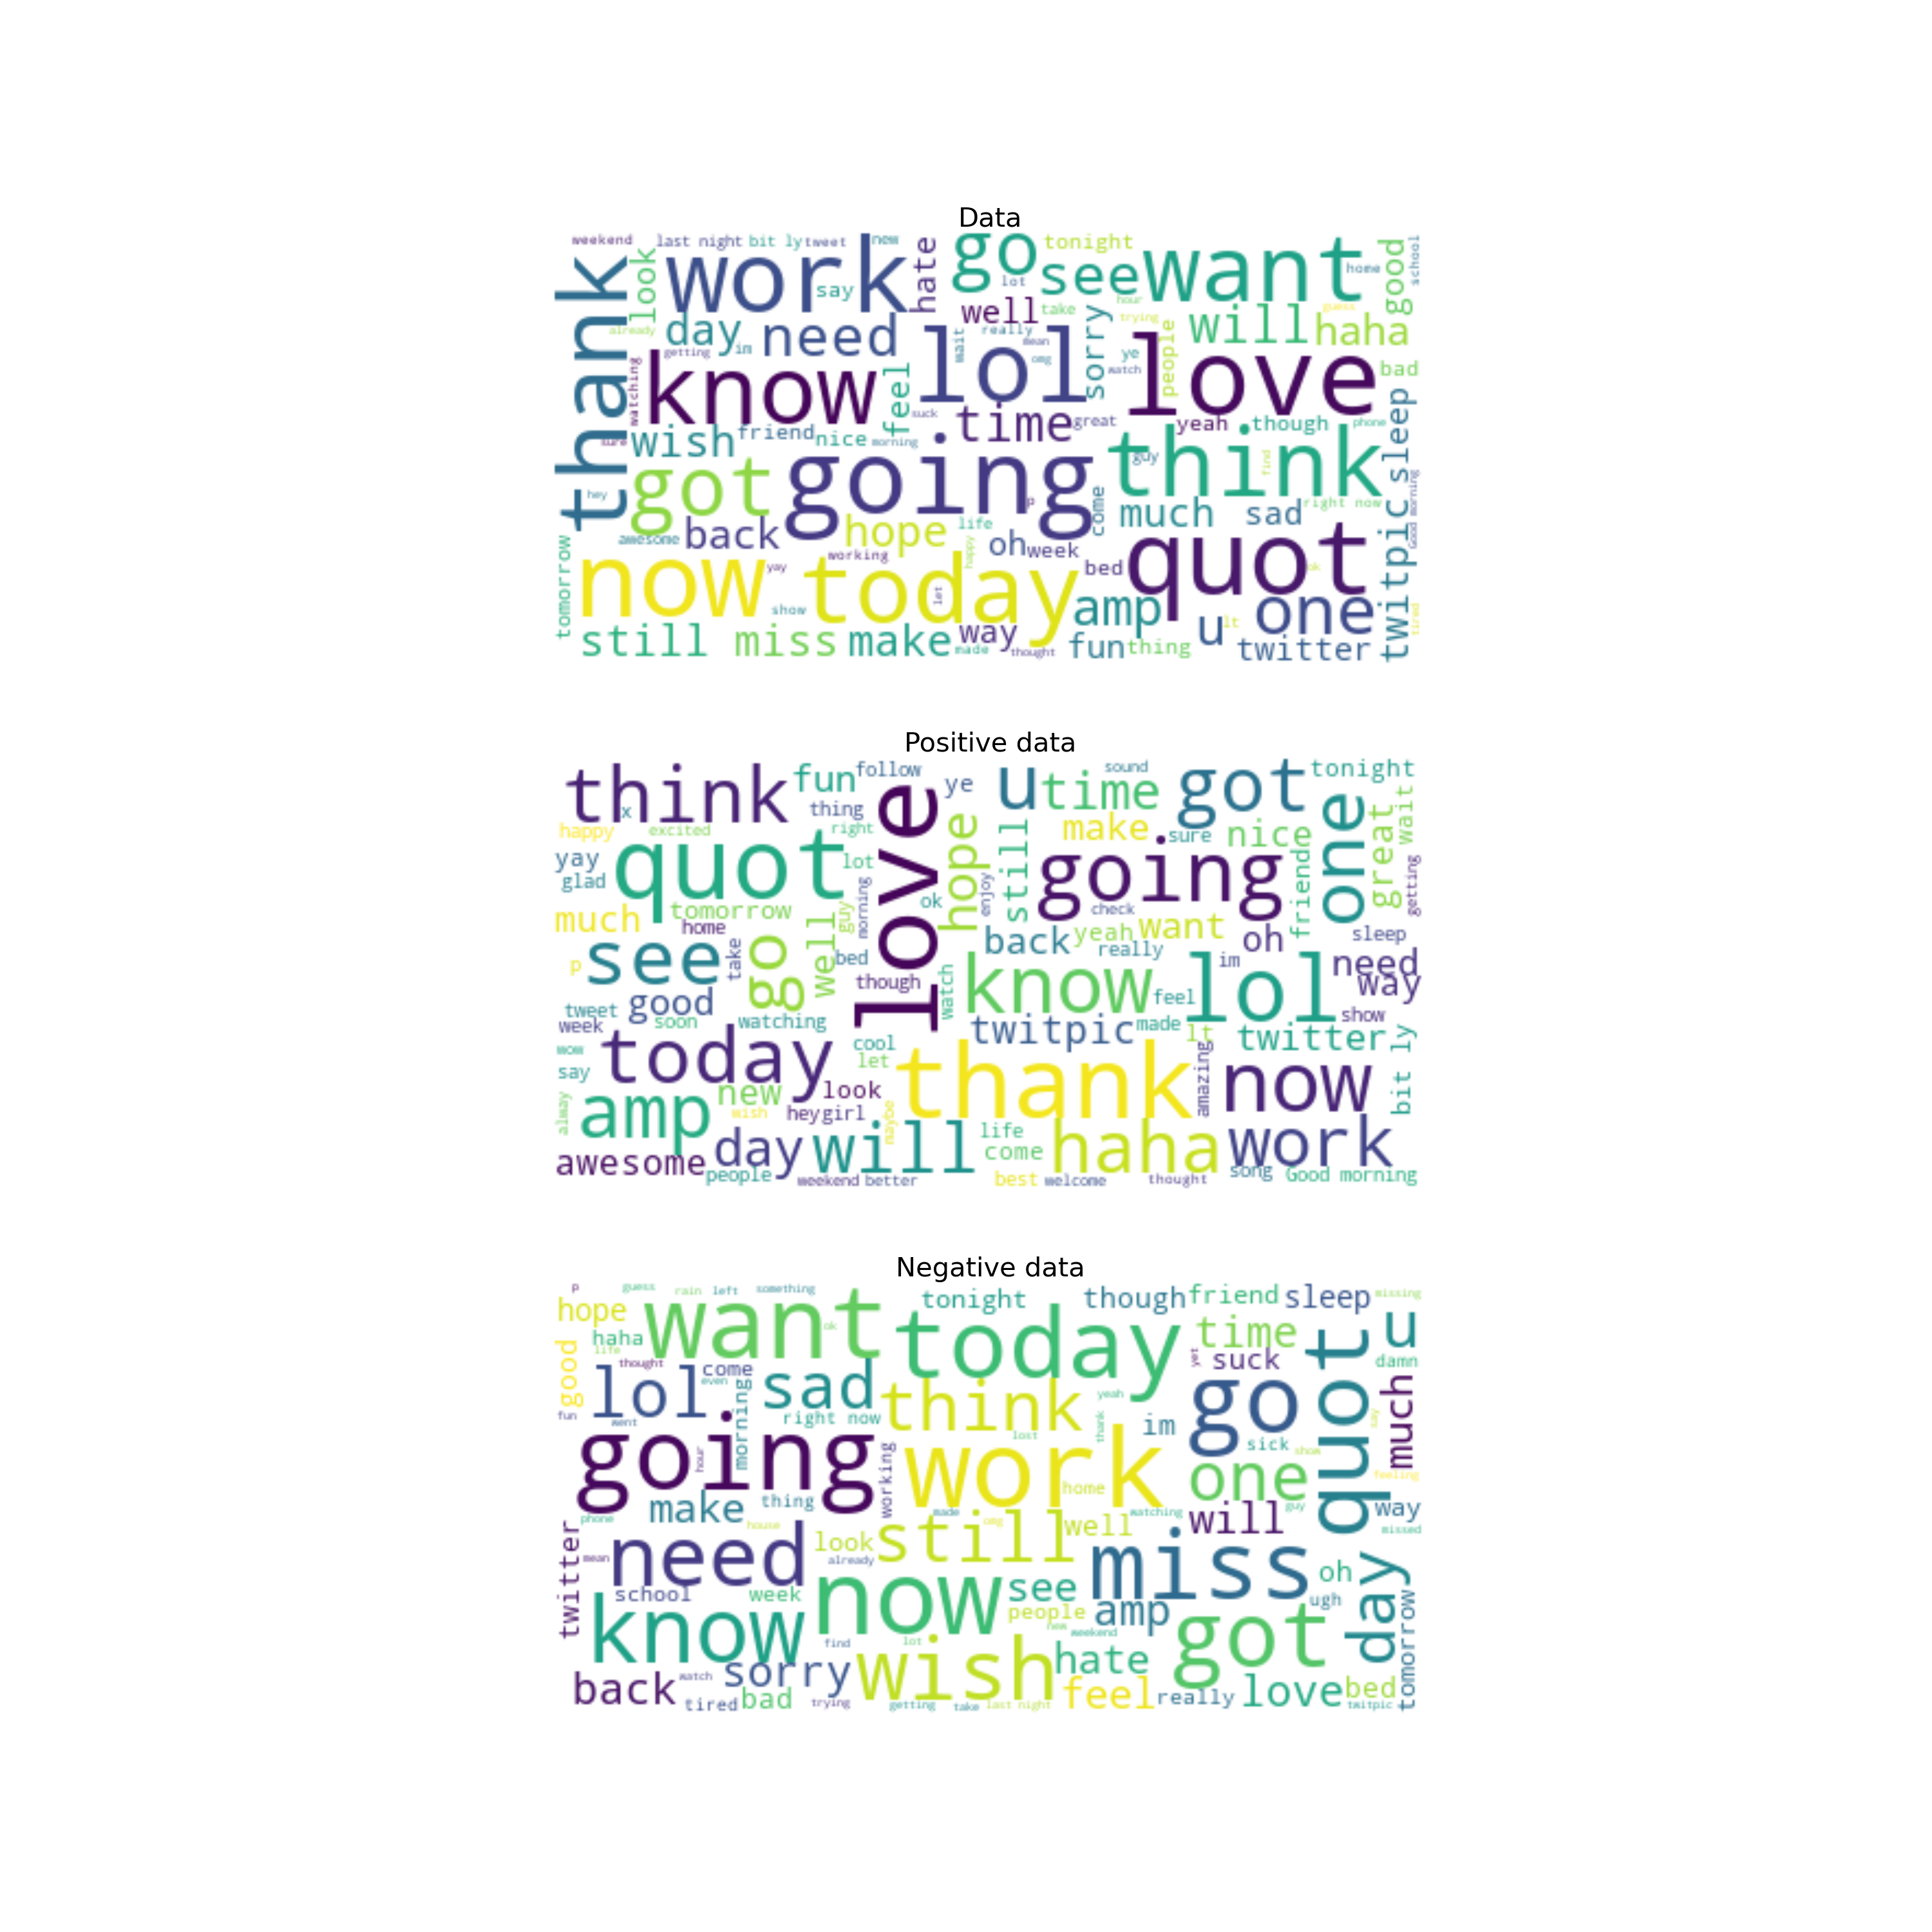 Data
weekend last night bit ly tweet new hate go tonight want good school
thank look work say lot see home
well take hour guess
already day im need lol wait really mean omg sorry trying people will haha
getting watching know feel ye watch love bad
suck time great yeah though phone sleep
sure wish friend nice morning think guy find
hey got going p come much sad right now Good morning
awesome back hope life oh week quot twitpic
tomorrow now yay working today happy let bed ok
show amp u lt one tired
still miss make made way thought fun thing twitter
Positive data
think x fun follow ye u time sound got tonight
thing love hope still make sure nice one great wait
happy excited right
yay quot lot going friend getting
glad morning ok enjoy check
much tomorrow guy well home back yeah want oh sleep
see take go bed really im need
p though watch know feel lol way
tweet good soon watching twitpic made lt show
week twitter bit ly
wow today cool let thank amazing now
say new look
alway amp wish hey girl maybe life haha work
awesome day will come song
people weekend better best welcome thought Good morning
Negative data
p guess rain left something tonight though friend sleep missing
hope want ok today time quot u
haha life good thought come yet suck damn
lol even sad think yeah go much
fun went morning right now lost thank im say
going hour working work home sick show feeling
make thing one
phone house made omg watching will guy way
twitter need look still well miss missed
mean already oh day
school week now see ugh
know people amp got tomorrow
find lot new weekend
back watch sorry wish hate
tired bad trying getting take last night feel really love bed twitpic